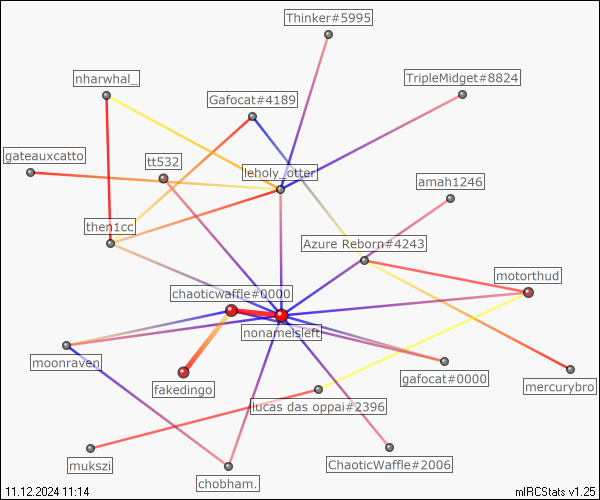 Thinker#5995
nharwhal_
TripleMidget#8824
Gafocat#4189
gateauxcatto
tt532
leholy_otter
amah1246
then1cc
Azure Reborn#4243
motorthud
chaoticwaffle#0000
nonameisleft
moonraven
gafocat#0000
mercurybro
fakedingo
lucas das oppai#2396
mukszi
ChaoticWaffle#2006
chobham.
11.12.2024 11:14
mIRCStats v1.25